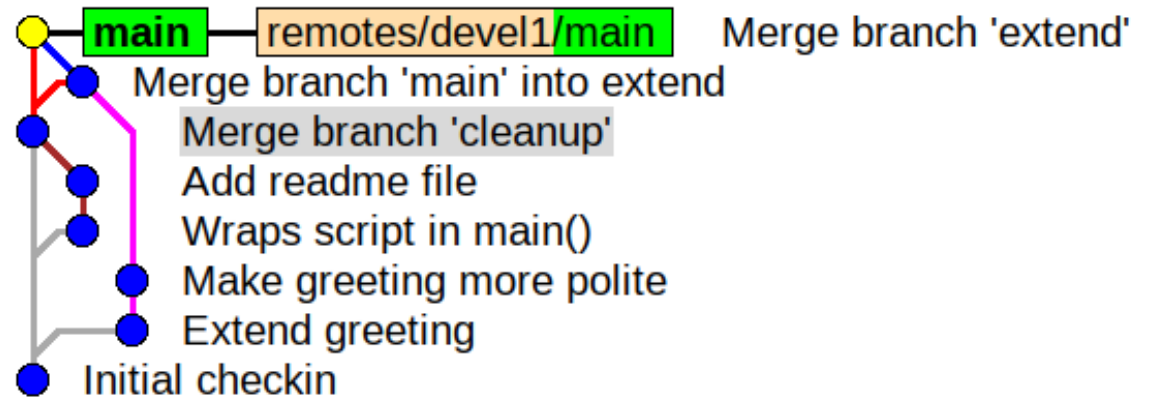 main remotes/devel1/main Merge branch 'extend'
Merge branch 'main' into extend
Merge branch 'cleanup'
Add readme file
Wraps script in main()
Make greeting more polite
Extend greeting
Initial checkin